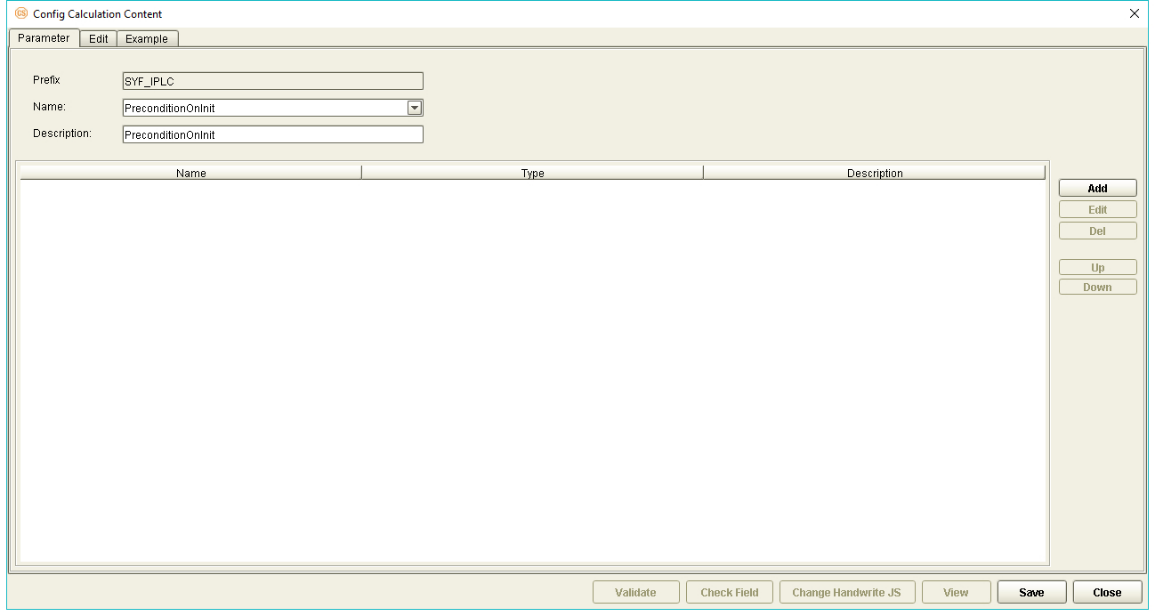 CS Config Calculation Content
Parameter Edit Example
Prefix SYF_IPLC
Name: PreconditionOnInit
Description: PreconditionOnInit
Name Type Description
Add
Edit
Del
Up
Down
Validate Check Field Change Handwrite JS View Save Close